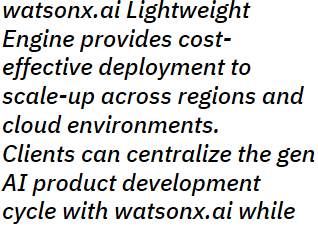 watsonx.ai Lightweight
Engine provides cost-
effective deployment to
scale-up across regions and
cloud environments.
Clients can centralize the gen
AI product development
cycle with watsonx.ai while